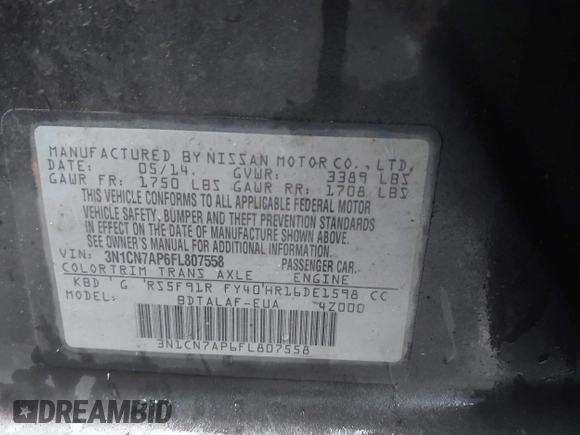 MANUFACTURED BY NISSAN MOTOR CO., LTD.
DATE: 05/14. GVWR: 3389 LBS
GAWR FR: 1750 LBS GAWR RR: 1708 LBS
THIS VEHICLE CONFORMS TO ALL APPLICABLE FEDERAL MOTOR
VEHICLE SAFETY, BUMPER AND THEFT PREVENTION STANDARDS
IN EFFECT ON THE DATE OF MANUFACTURE SHOWN ABOVE.
SEE OWNER'S MANUAL FOR ADDITIONAL INFORMATION.
VIN: 3N1CN7AP6FL807558 PASSENGER CAR.
COLOR TRIM TRANS AXLE ENGINE
KBD 'G 'RS5F91R FY40'HR16DE1598 CC
MODEL: BDTALAF-EUA 4Z000
3N1CN7AP6FL807558
DREAMBID